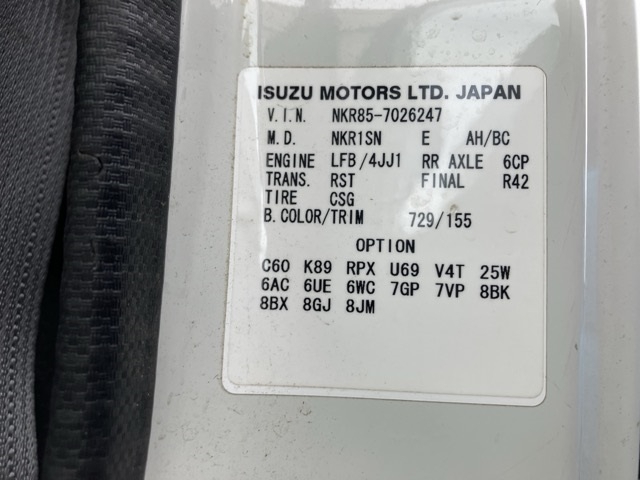 ISUZU MOTORS LTD. JAPAN
V.I.N. NKR85-7026247
M.D. NKR1SN E AH/BC
ENGINE LFB/4JJ1 RR AXLE 6CP
TRANS. RST FINAL R42
TIRE CSG
B.COLOR/TRIM 729/155
OPTION
C60 K89 RPX U69 V4T 25W
6AC 6UE 6WC 7GP 7VP 8BK
8BX 8GJ 8JM